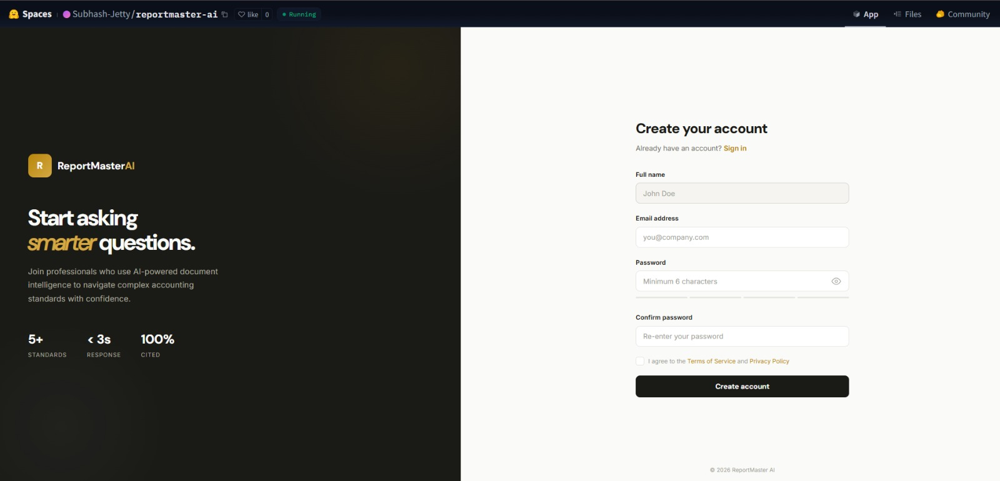 Spaces
Subhash-Jetty/reportmaster-ai
like 0
Running
App
Files
Community
R
ReportMasterAI
Start asking
smarter questions.
Join professionals who use AI-powered document
intelligence to navigate complex accounting
standards with confidence.
5+ < 3s 100%
STANDARDS RESPONSE CITED
Create your account
Already have an account? Sign in
Full name
John Doe
Email address
you@company.com
Password
Minimum 6 characters
Confirm password
Re-enter your password
I agree to the Terms of Service and Privacy Policy
Create account
© 2026 ReportMaster AI